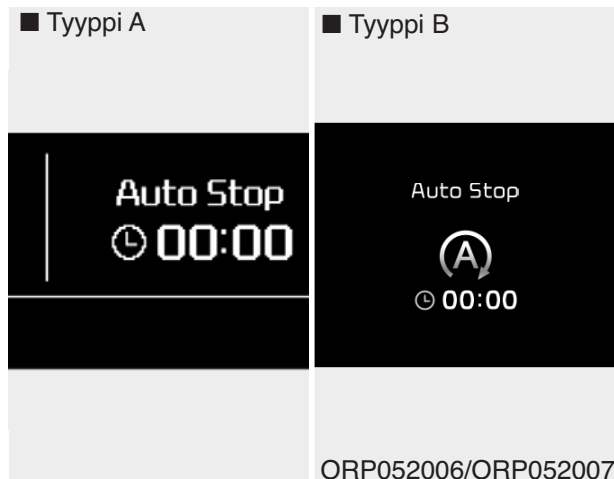 ■ Tyyppi A
Auto Stop
00:00
■ Tyyppi B
Auto Stop
A
00:00
ORP052006/ORP052007